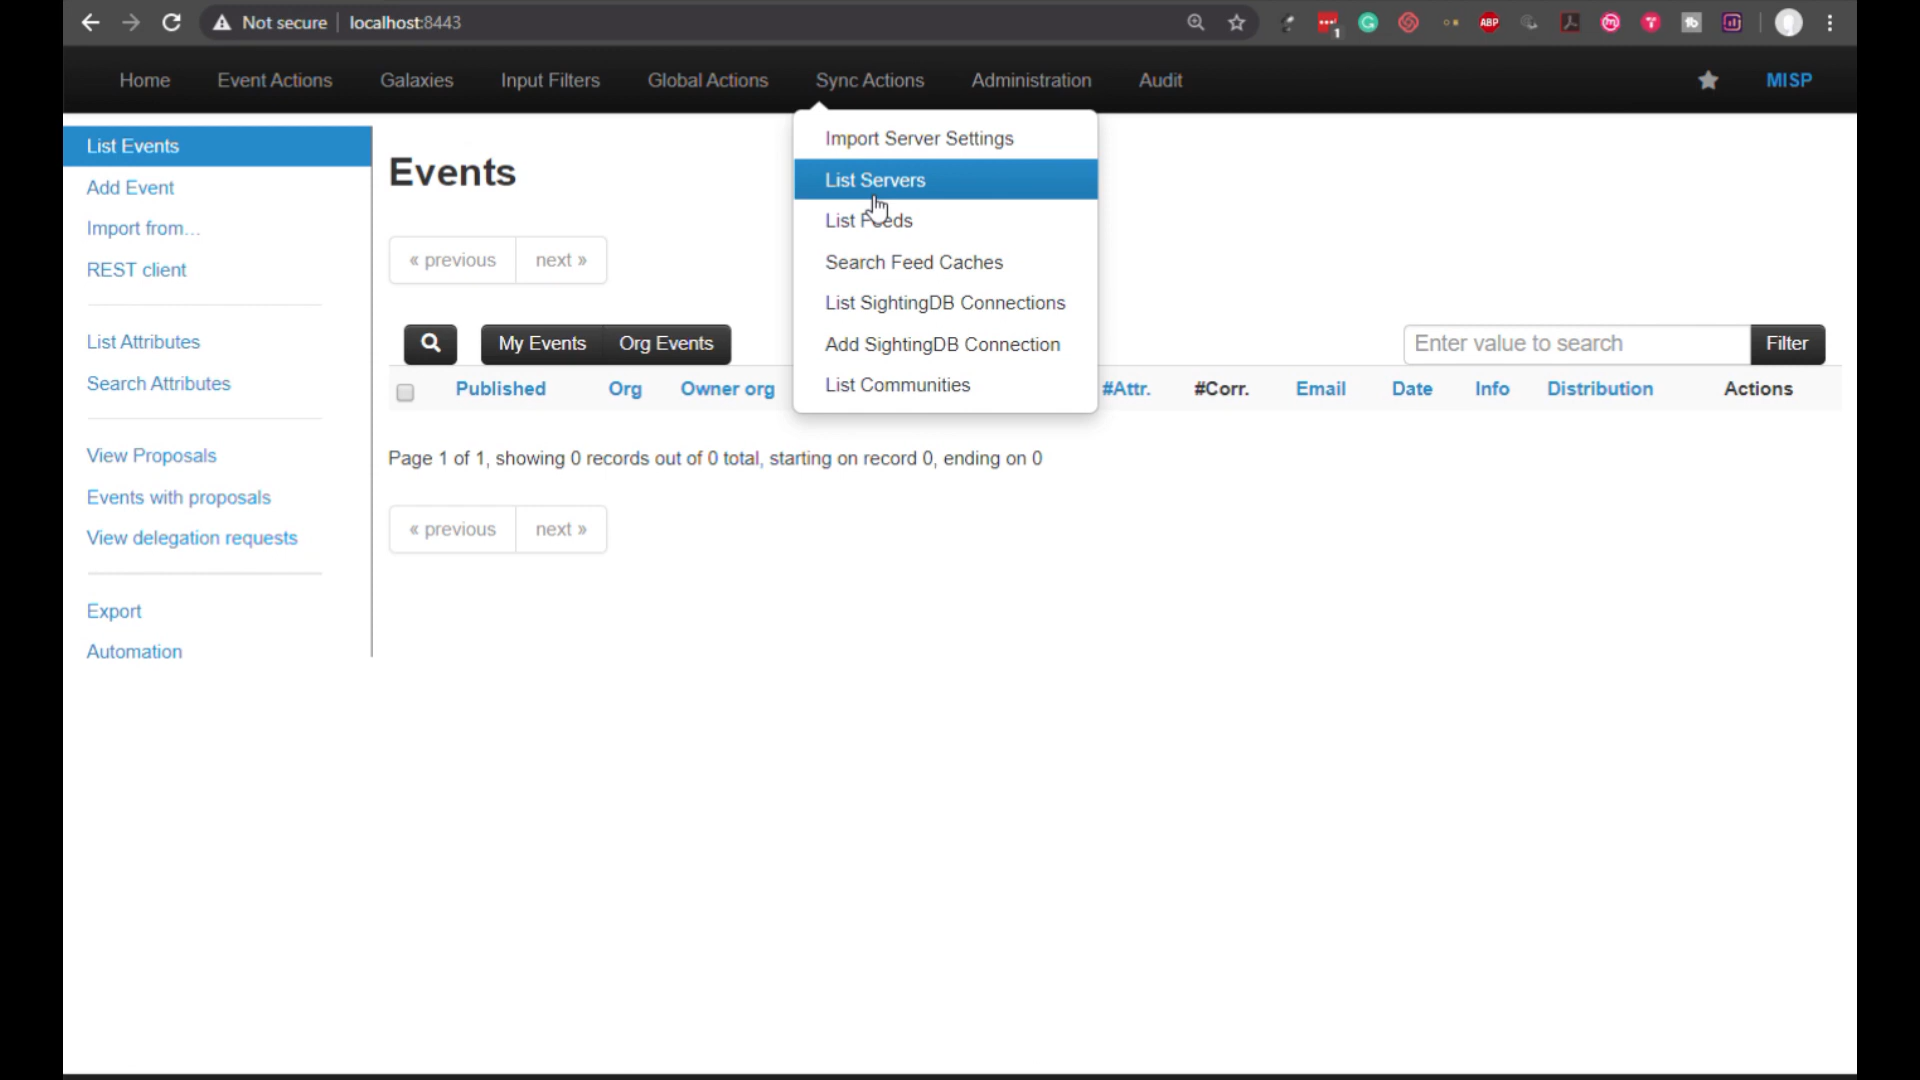 Not secure | localhost:8443
1
ABP
Home Event Actions Galaxies Input Filters Global Actions Sync Actions Administration Audit MISP
List Events
Add Event
Import from...
REST client
List Attributes
Search Attributes
View Proposals
Events with proposals
View delegation requests
Export
Automation
Import Server Settings
List Servers
List Feeds
Search Feed Caches
List SightingDB Connections
Add SightingDB Connection
List Communities
Events
« previous next »
My Events Org Events Enter value to search Filter
Published Org Owner org #Attr. #Corr. Email Date Info Distribution Actions
Page 1 of 1, showing 0 records out of 0 total, starting on record 0, ending on 0
« previous next »